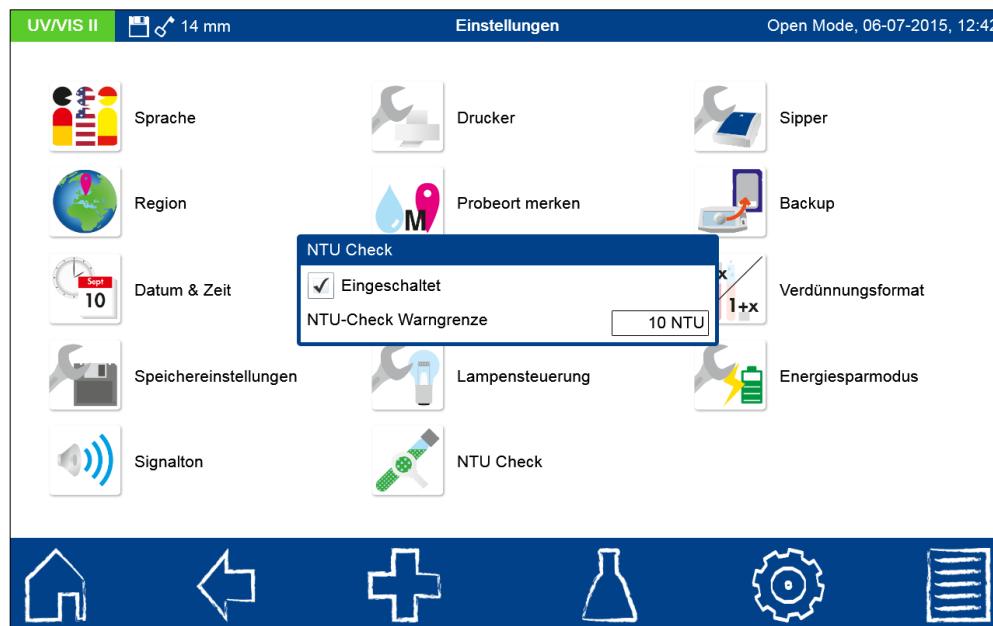 UV/VIS II 14 mm Einstellungen Open Mode, 06-07-2015, 12:42
Sprache Drucker Sipper
Region M Probeort merken Backup
NTU Check
Sept
10 Datum & Zeit
Eingeschaltet
x
1+x Verdünnungsformat
NTU-Check Warngrenze 10 NTU
Speichereinstellungen Lampensteuerung Energiesparmodus
Signalton NTU Check